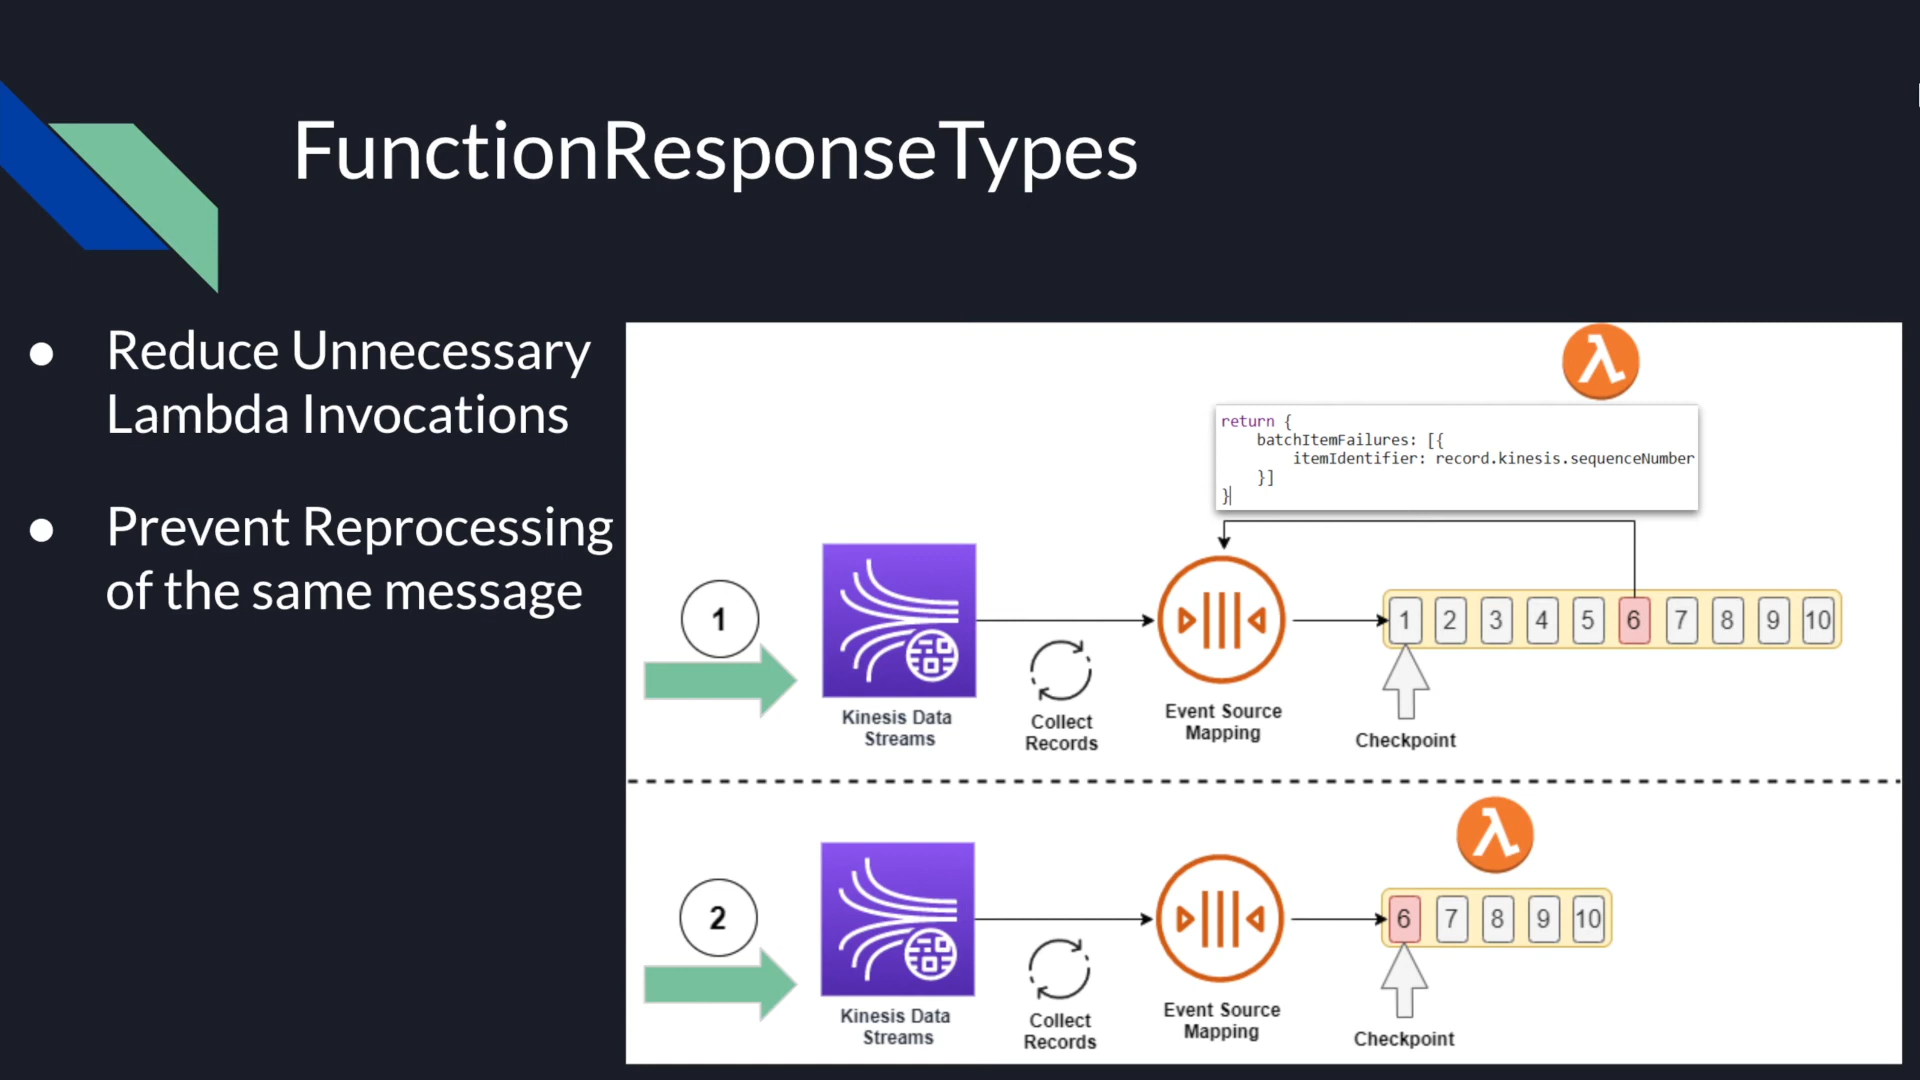 FunctionResponseTypes
● Reduce Unnecessary
Lambda Invocations
● Prevent Reprocessing
of the same message
return {
batchItemFailures: [{
itemIdentifier: record.kinesis.sequenceNumber
}]
}
1
Kinesis Data
Streams
Collect
Records
Event Source
Mapping
1 2 3 4 5 6 7 8 9 10
Checkpoint
2
Kinesis Data
Streams
Collect
Records
Event Source
Mapping
6 7 8 9 10
Checkpoint